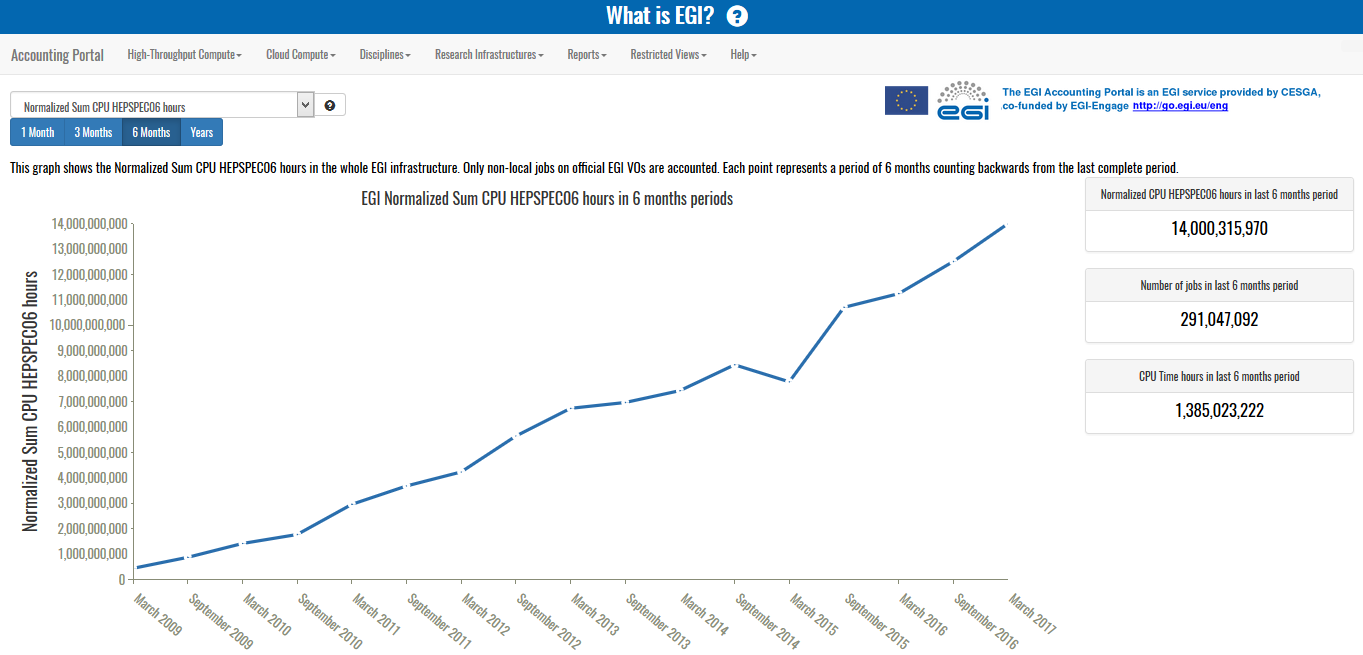 What is EGI? ?
Accounting Portal High-Throughput Compute Cloud Compute Disciplines Research Infrastructures Reports Restricted Views Help
Normalized Sum CPU HEPSPEC06 hours ?
egi
The EGI Accounting Portal is an EGI service provided by CESGA,
co-funded by EGI-Engage http://go.egi.eu/eng
1 Month 3 Months 6 Months Years
This graph shows the Normalized Sum CPU HEPSPEC06 hours in the whole EGI infrastructure. Only non-local jobs on official EGI VOs are accounted. Each point represents a period of 6 months counting backwards from the last complete period.
EGI Normalized Sum CPU HEPSPEC06 hours in 6 months periods
Normalized Sum CPU HEPSPEC06 hours
14,000,000,000
13,000,000,000
12,000,000,000
11,000,000,000
10,000,000,000
9,000,000,000
8,000,000,000
7,000,000,000
6,000,000,000
5,000,000,000
4,000,000,000
3,000,000,000
2,000,000,000
1,000,000,000
0
March 2009
September 2009
March 2010
September 2010
March 2011
September 2011
March 2012
September 2012
March 2013
September 2013
March 2014
September 2014
March 2015
September 2015
March 2016
September 2016
March 2017
Normalized CPU HEPSPEC06 hours in last 6 months period
14,000,315,970
Number of jobs in last 6 months period
291,047,092
CPU Time hours in last 6 months period
1,385,023,222